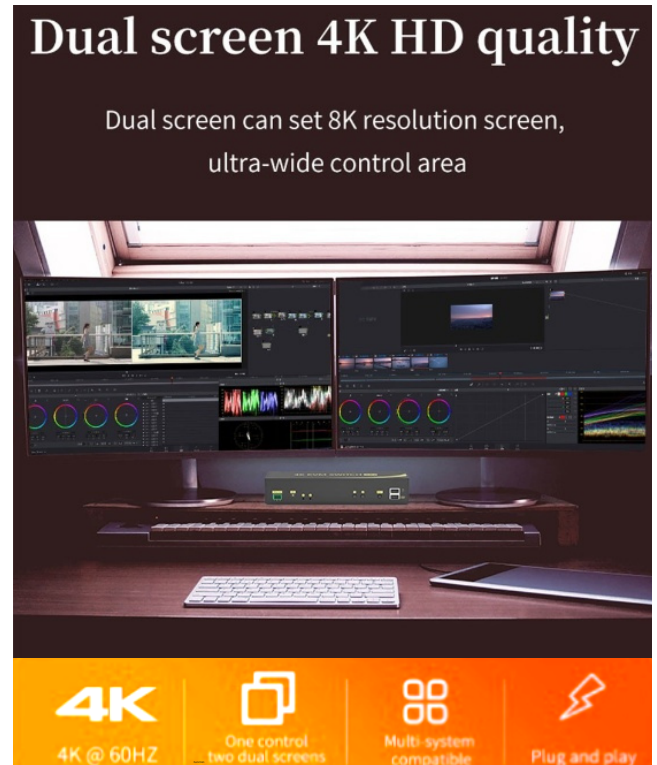 Dual screen 4K HD quality
Dual screen can set 8K resolution screen,
ultra-wide control area
4K
4K @ 60HZ
One control
two dual screens
Multi-system
compatible
Plug and play